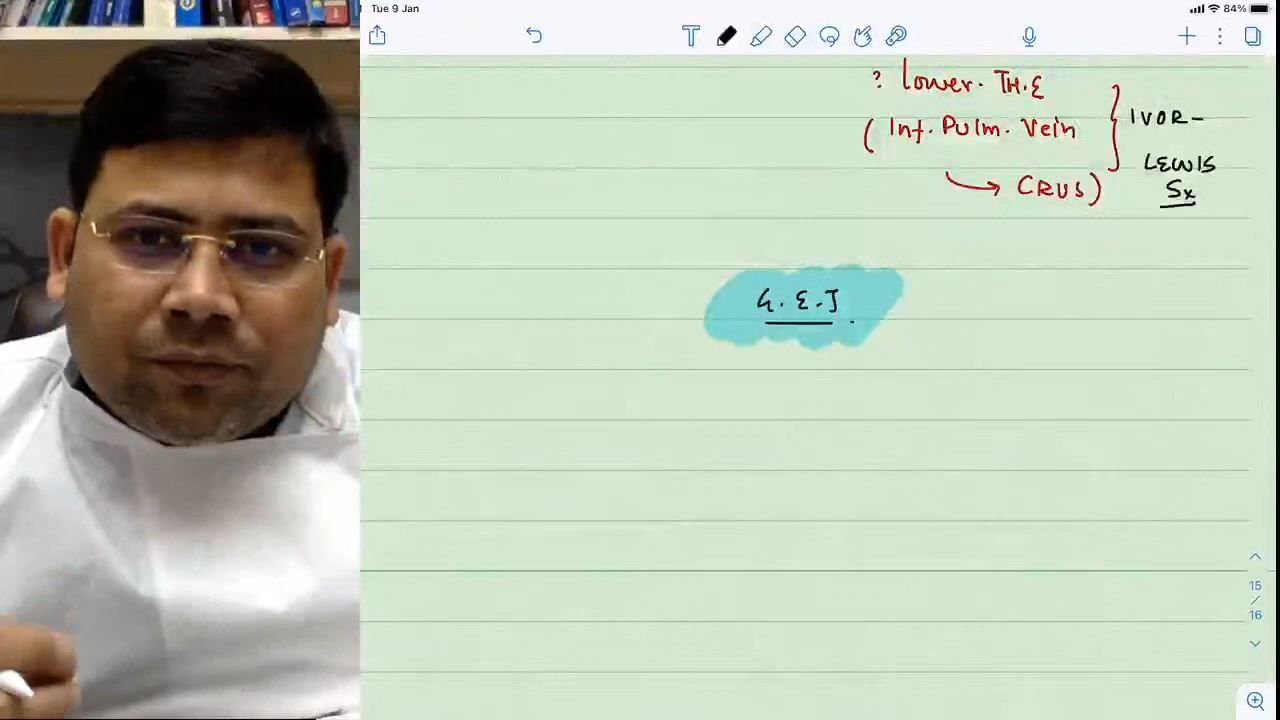 Tue 9 Jan
84%
? Lower. TH.E
( Inf. Pulm. Vein
→ CRUS)
IVOR-
LEWIS
Sx
G.E.J.
15
/
16